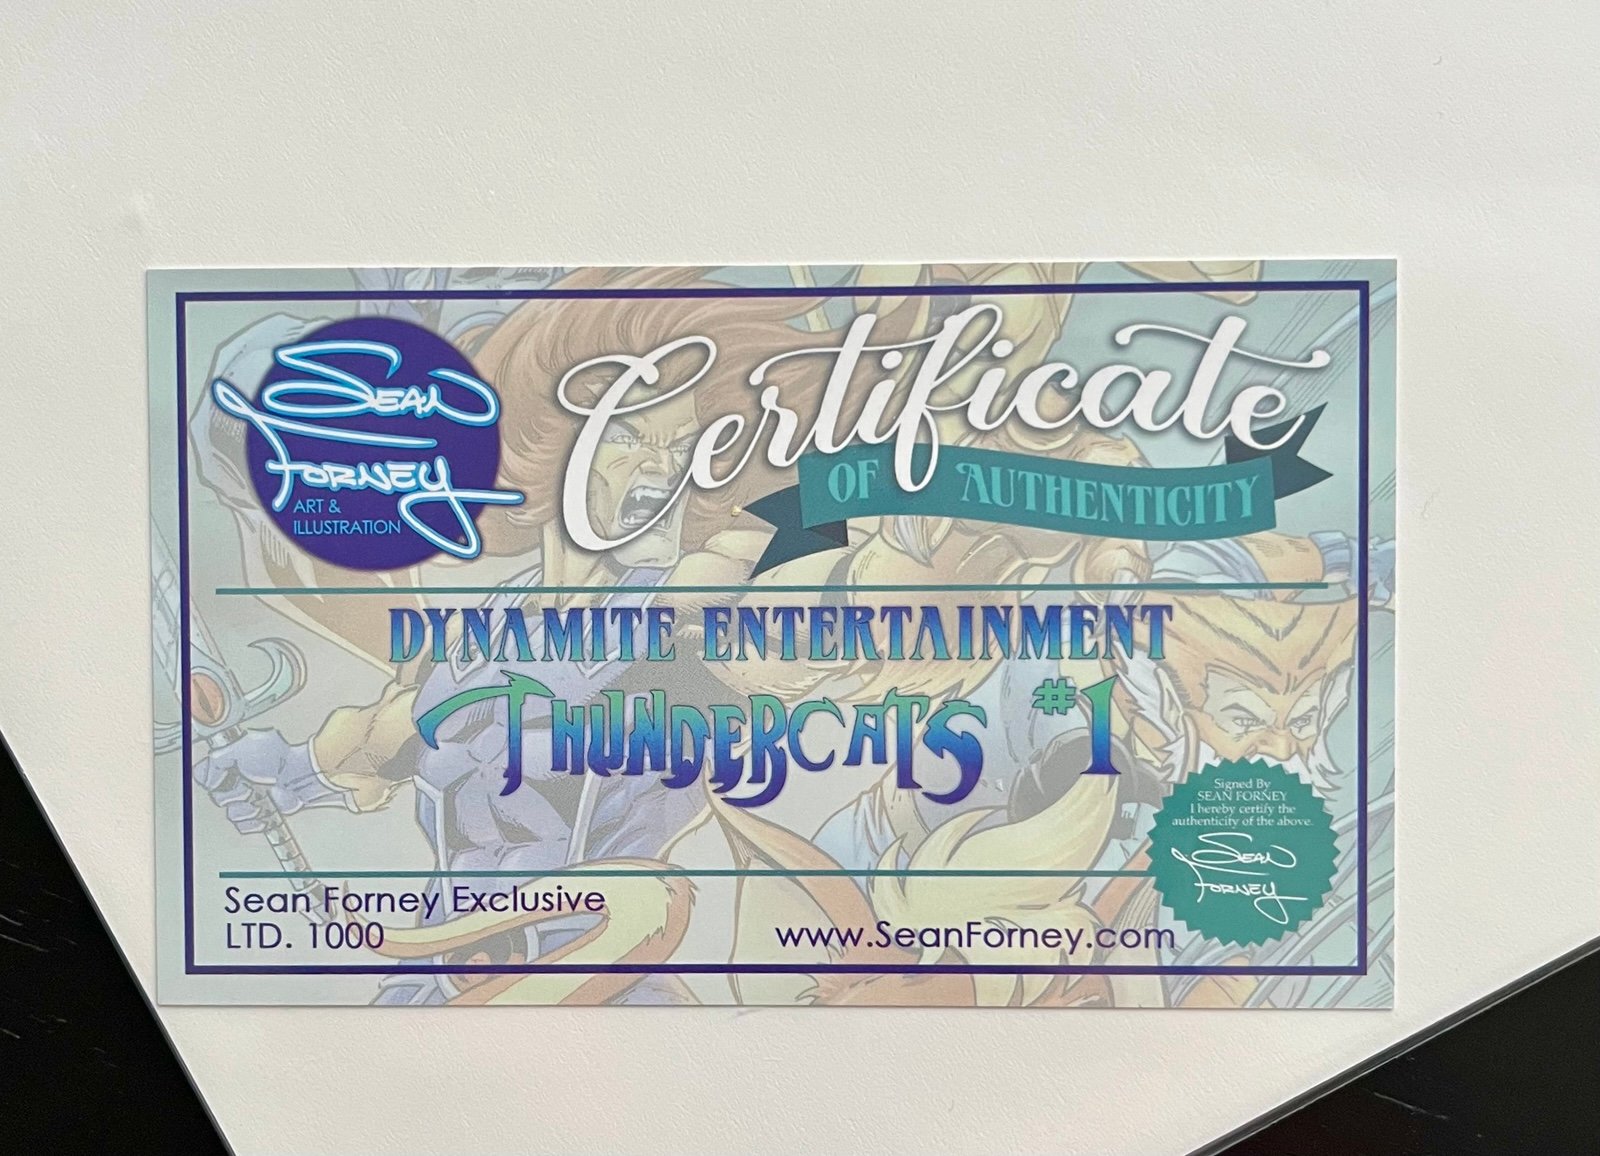 SEAN
FORNEY
ART &
ILLUSTRATION
Certificate
OF AUTHENTICITY
DYNAMITE ENTERTAINMENT
THUNDERCATS #1
Signed By
SEAN FORNEY
I hereby certify the
authenticity of the above.
SEAN
FORNEY
Sean Forney Exclusive
LTD. 1000
www.SeanForney.com